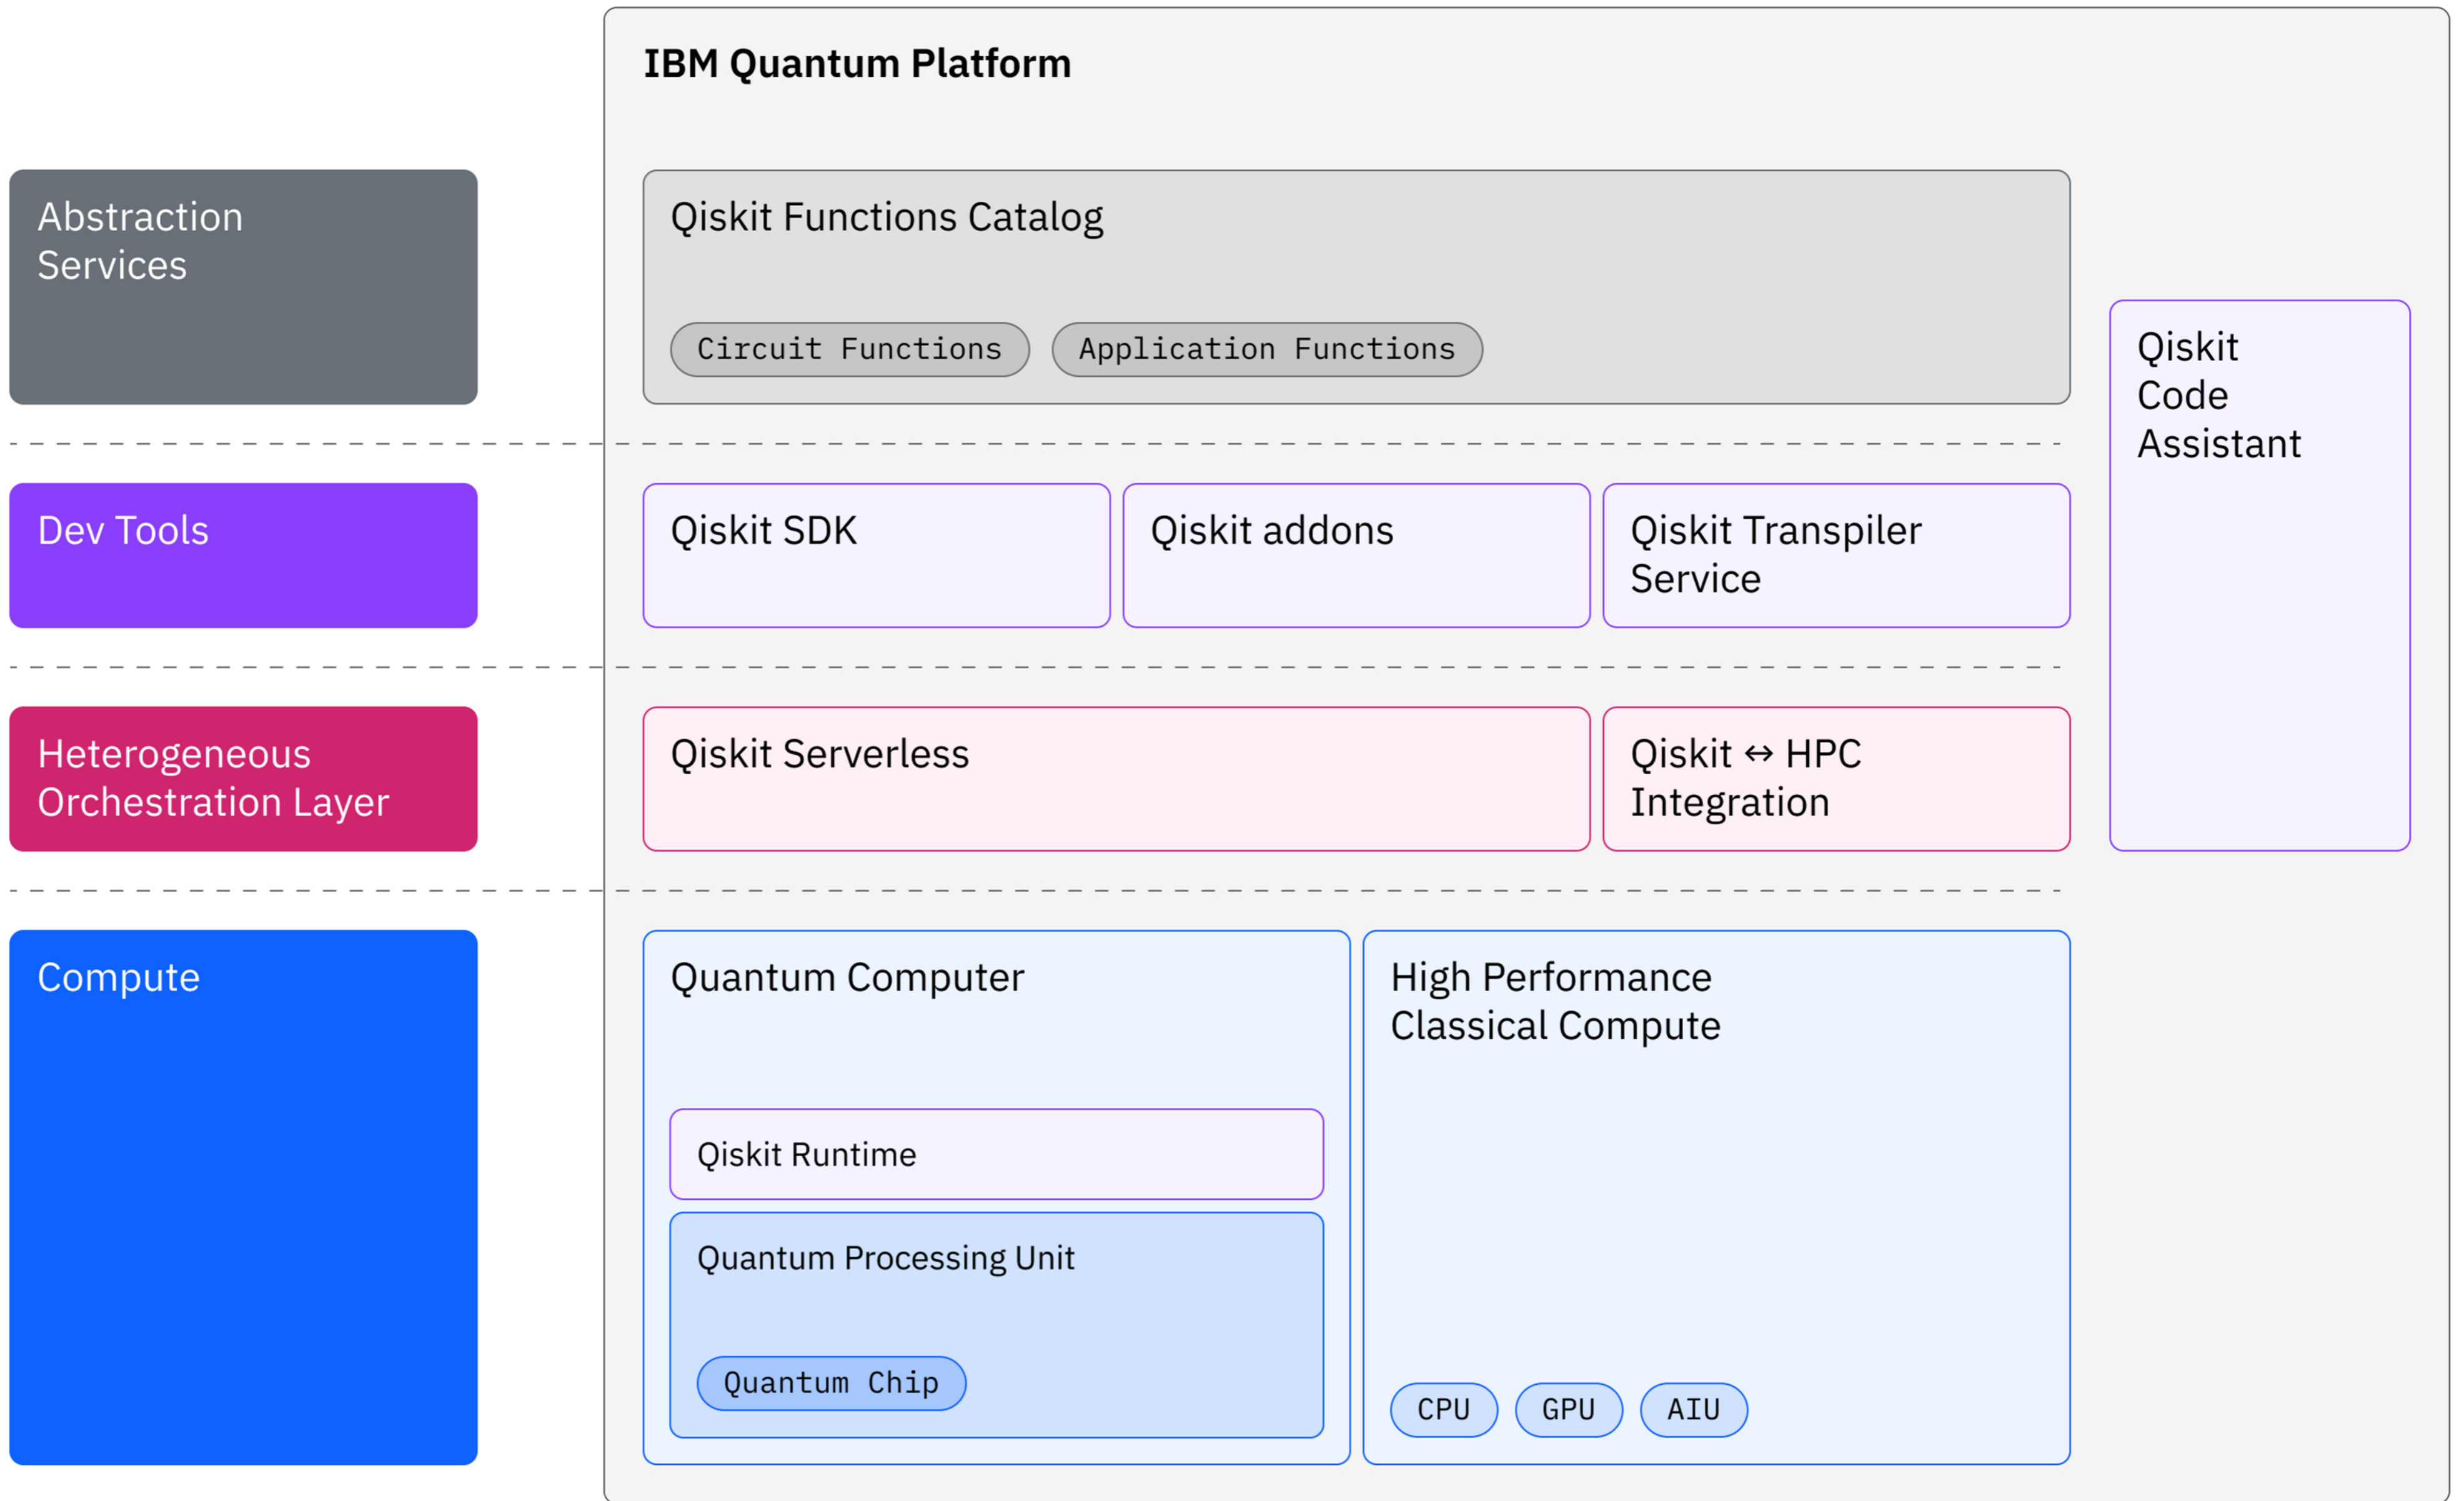 IBM Quantum Platform
Abstraction
Services
Qiskit Functions Catalog
Circuit Functions
Application Functions
Qiskit
Code
Assistant
Dev Tools
Qiskit SDK
Qiskit addons
Qiskit Transpiler
Service
Heterogeneous
Orchestration Layer
Qiskit Serverless
Qiskit ↔ HPC
Integration
Compute
Quantum Computer
Qiskit Runtime
Quantum Processing Unit
Quantum Chip
High Performance
Classical Compute
CPU
GPU
AIU